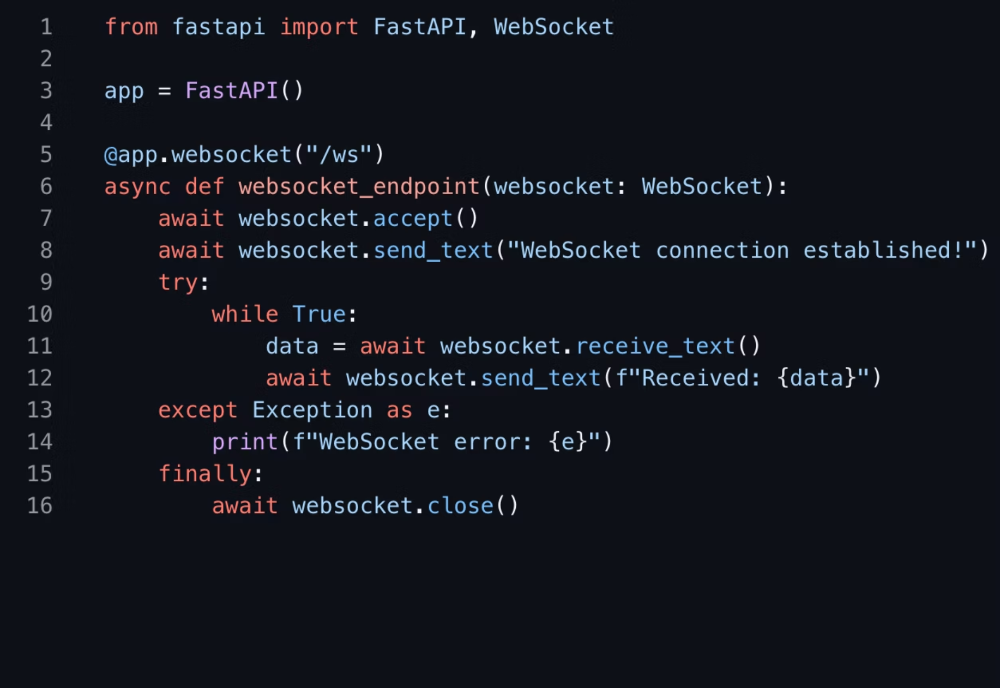 1 from fastapi import FastAPI, WebSocket
2
3 app = FastAPI()
4
5 @app.websocket("/ws")
6 async def websocket_endpoint(websocket: WebSocket):
7     await websocket.accept()
8     await websocket.send_text("WebSocket connection established!")
9     try:
10         while True:
11             data = await websocket.receive_text()
12             await websocket.send_text(f"Received: {data}")
13     except Exception as e:
14         print(f"WebSocket error: {e}")
15     finally:
16         await websocket.close()